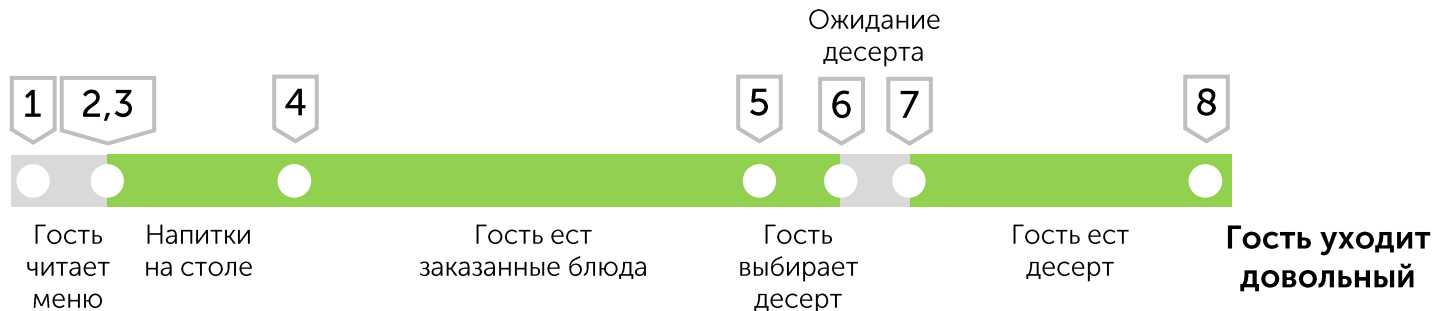 Ожидание
десерта
1
2,3
4
5
6
7
8
Гость
читает
меню
Напитки
на столе
Гость ест
заказанные блюда
Гость
выбирает
десерт
Гость ест
десерт
Гость уходит
довольный